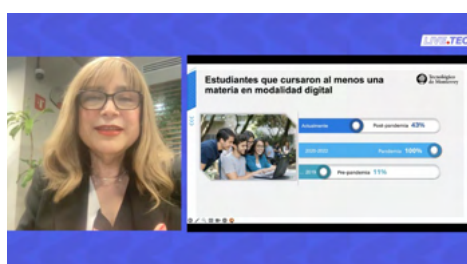 LIVE.TEC
Estudiantes que cursaron al menos una
materia en modalidad digital
Tecnológico
de Monterrey
Actualmente
Post-pandemia 43%
2020-2022
Pandemia 100%
2019
Pre-pandemia 11%